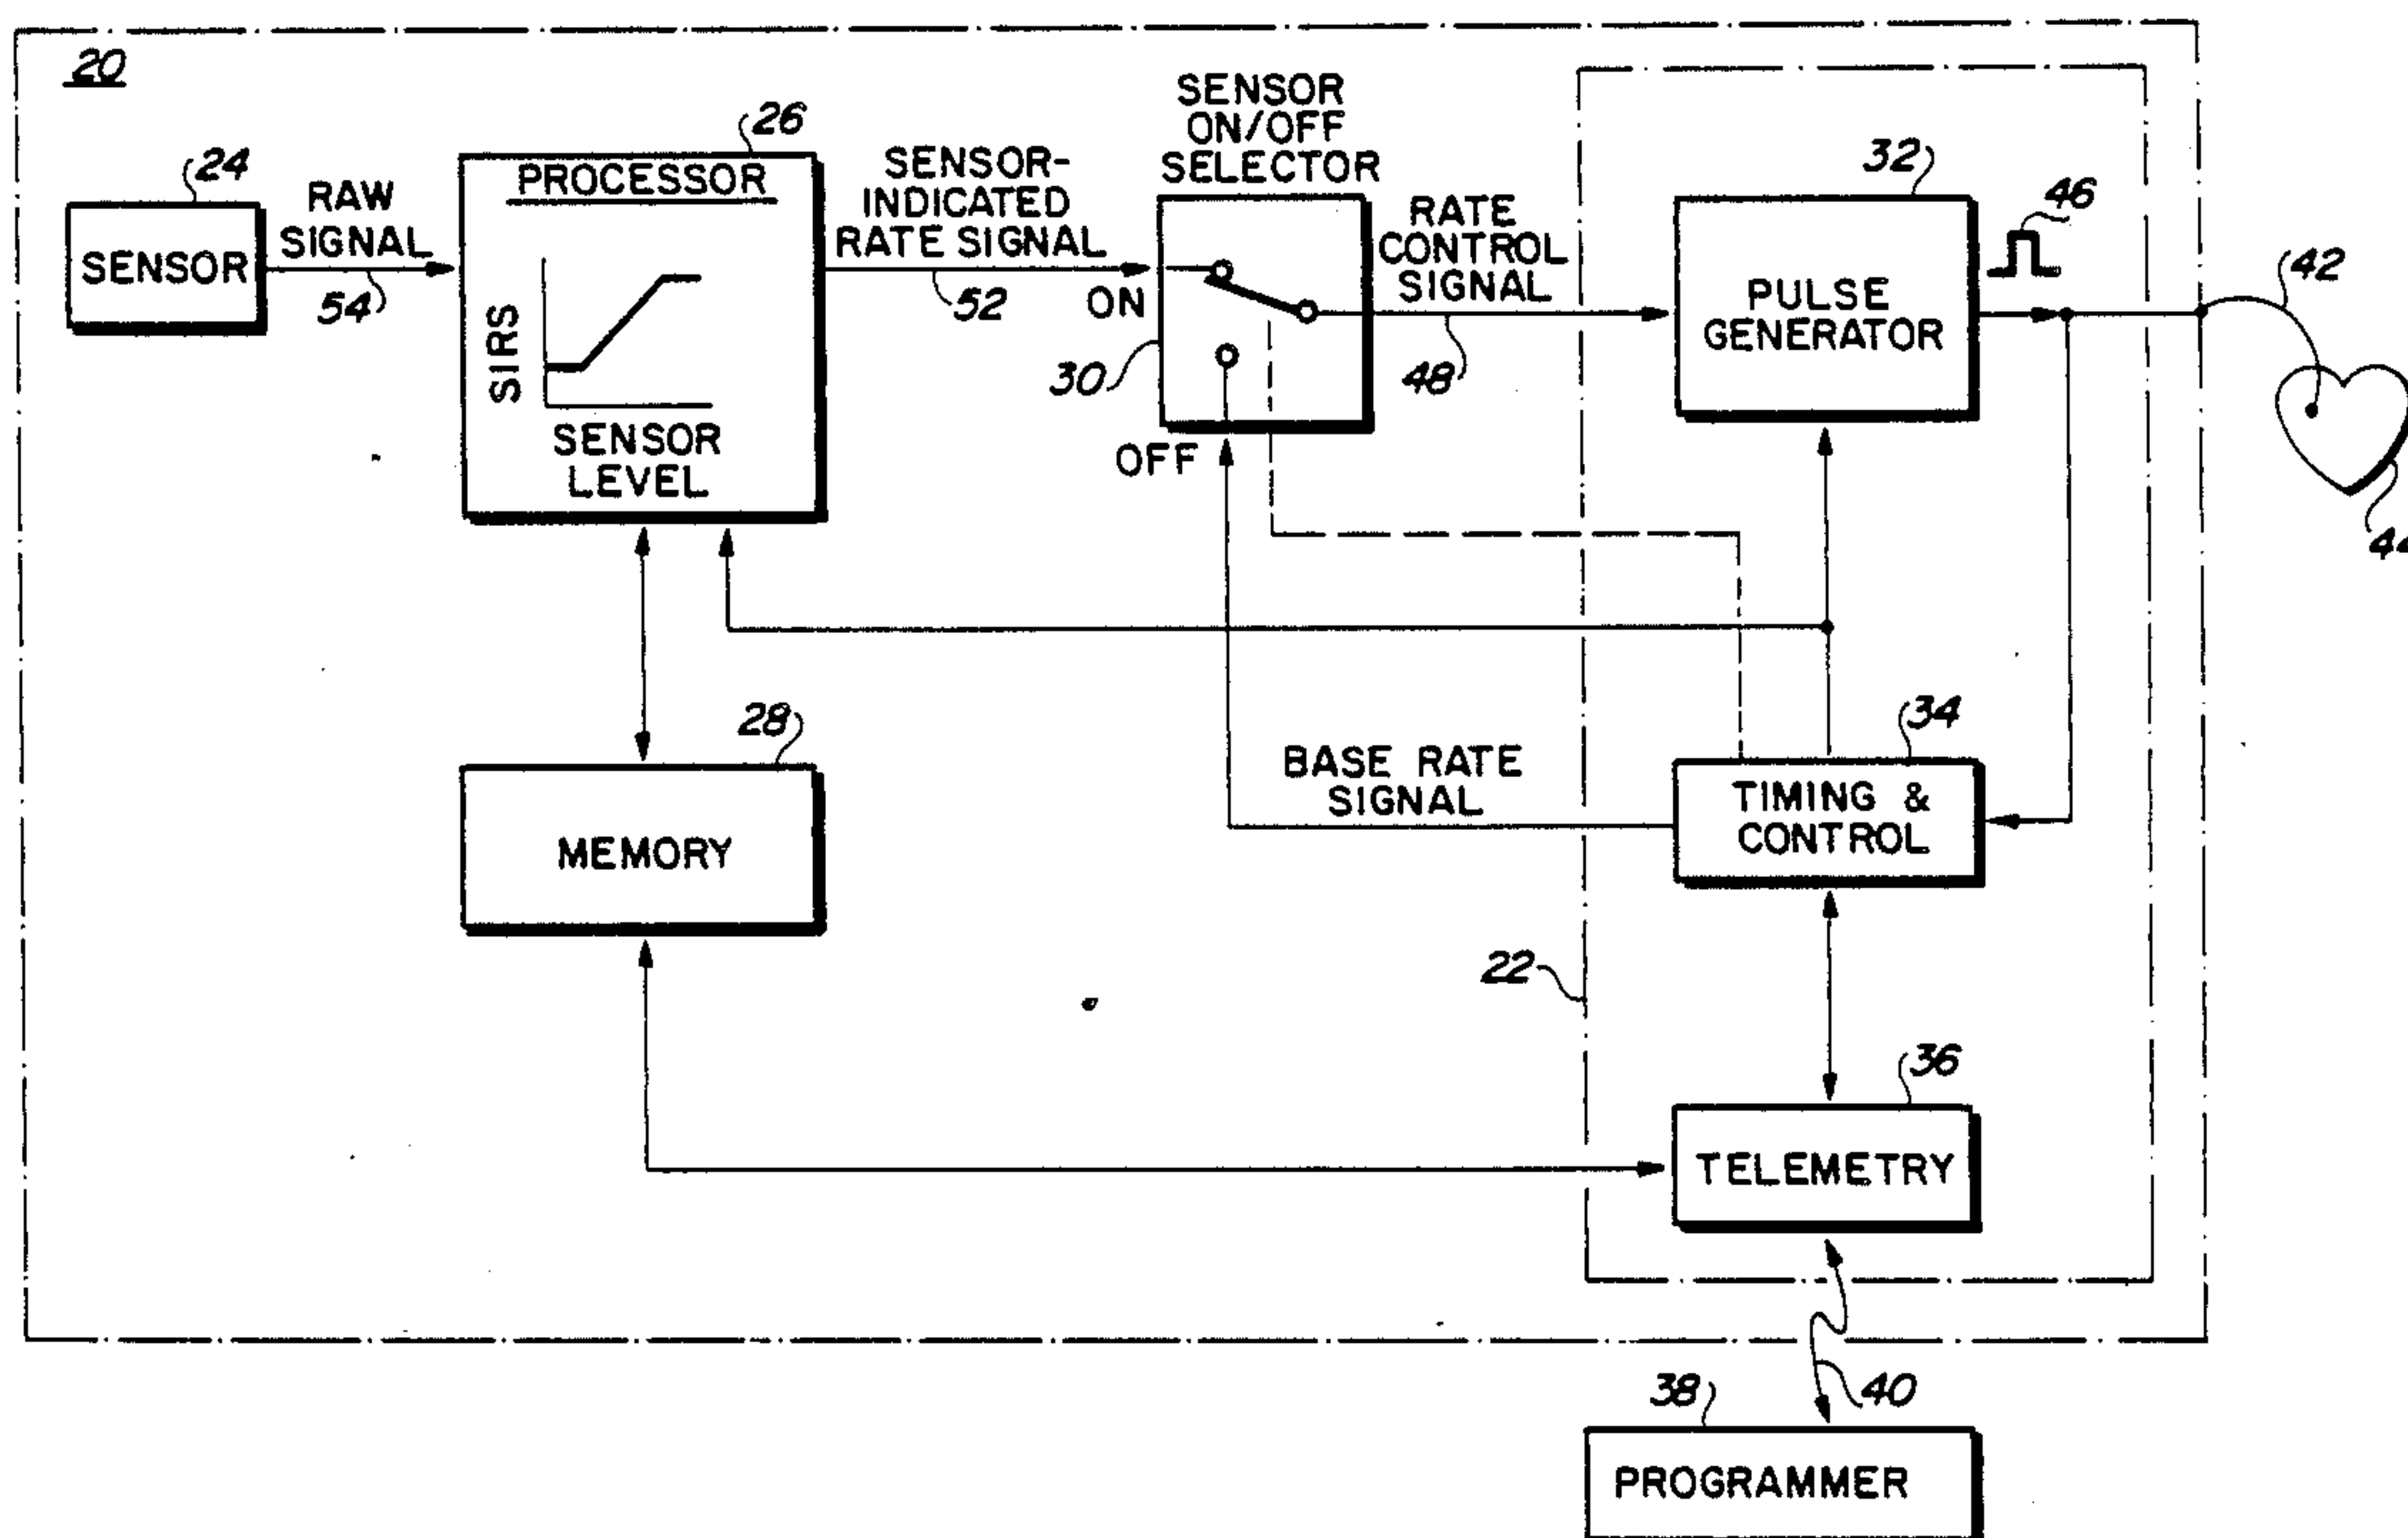 20
24
SENSOR
RAW
SIGNAL
54
26
PROCESSOR
SIRS
SENSOR
LEVEL
SENSOR-
INDICATED
RATE SIGNAL
52
SENSOR
ON/OFF
SELECTOR
ON
30
OFF
RATE
CONTROL
SIGNAL
48
32
PULSE
GENERATOR
46
42
44
28
MEMORY
BASE RATE
SIGNAL
34
TIMING &
CONTROL
22
36
TELEMETRY
40
38
PROGRAMMER